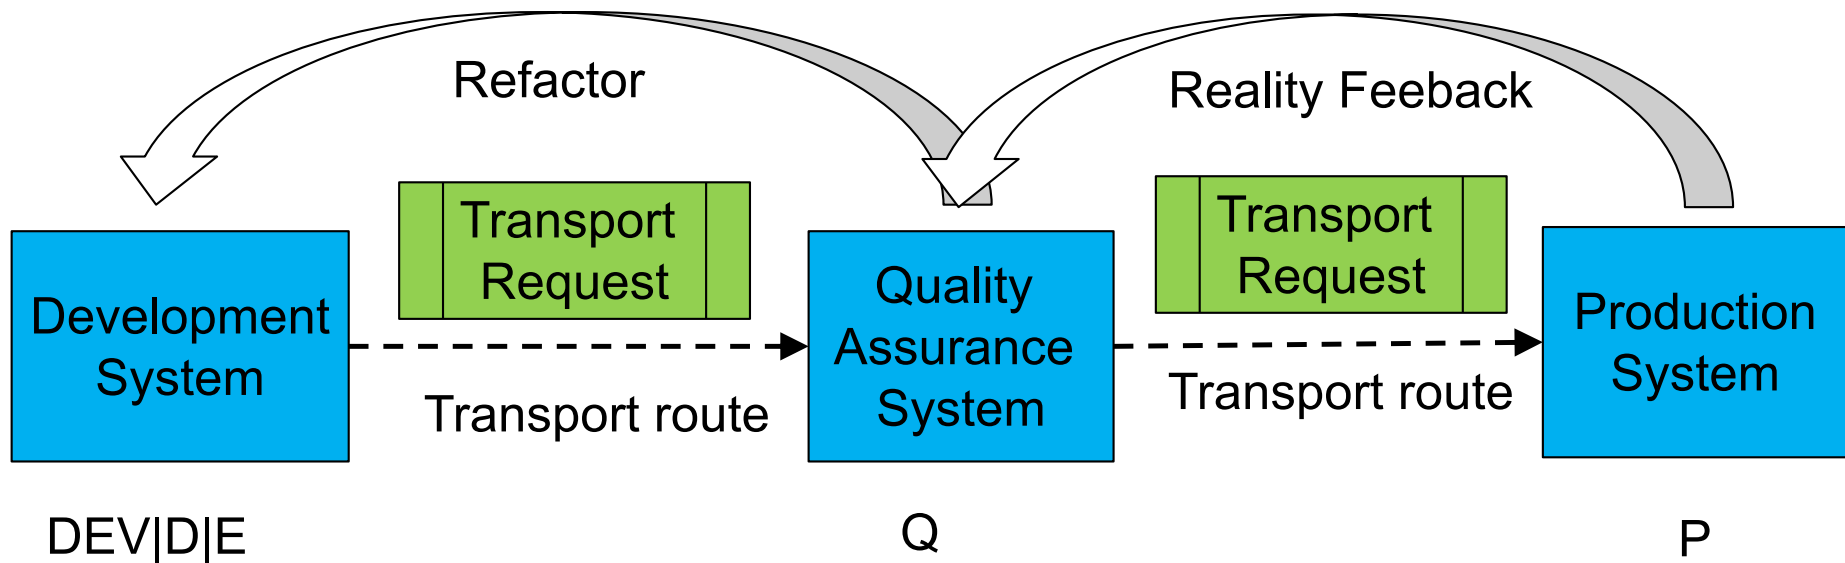 Refactor
Reality Feeback
Transport
Request
Transport
Request
Development
System
Quality
Assurance
System
Production
System
Transport route
Transport route
DEV|D|E
Q
P